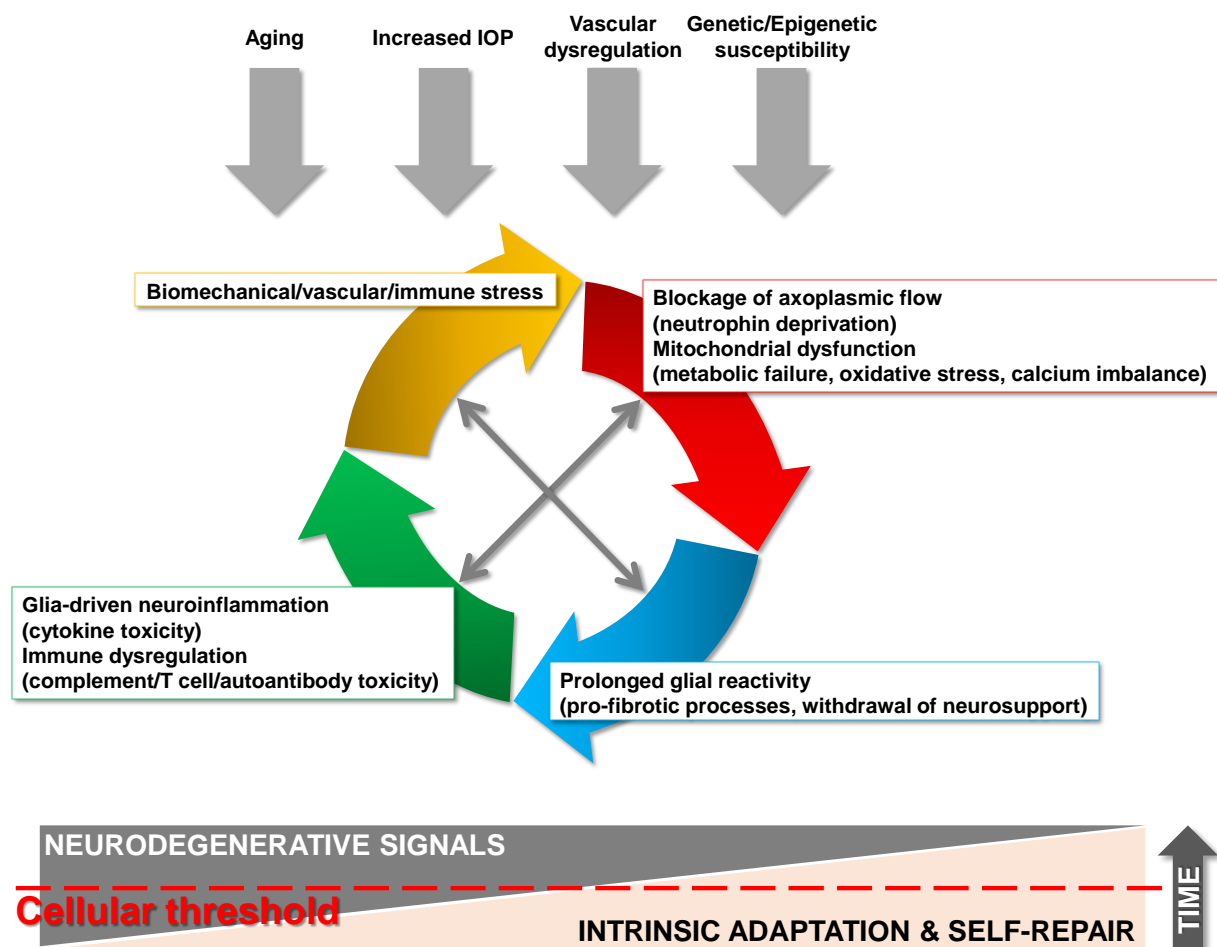 Aging
Increased IOP
Vascular
dysregulation
Genetic/Epigenetic
susceptibility
Biomechanical/vascular/immune stress
Blockage of axoplasmic flow
(neutrophin deprivation)
Mitochondrial dysfunction
(metabolic failure, oxidative stress, calcium imbalance)
Glia-driven neuroinflammation
(cytokine toxicity)
Immune dysregulation
(complement/T cell/autoantibody toxicity)
Prolonged glial reactivity
(pro-fibrotic processes, withdrawal of neurosupport)
NEURODEGENERATIVE SIGNALS
Cellular threshold
INTRINSIC ADAPTATION & SELF-REPAIR
TIME